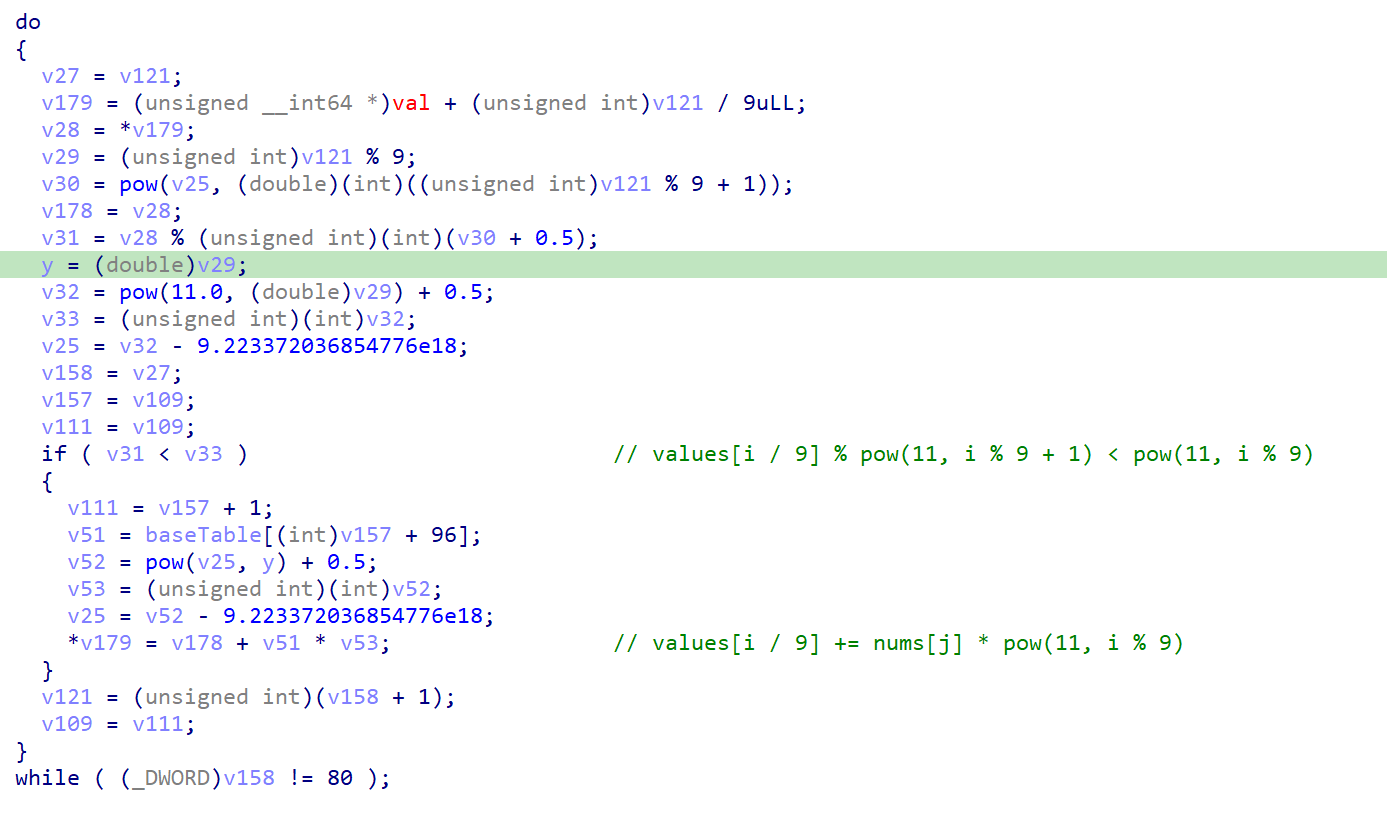 do
{
  v27 = v121;
  v179 = (unsigned __int64 *)val + (unsigned int)v121 / 9uLL;
  v28 = *v179;
  v29 = (unsigned int)v121 % 9;
  v30 = pow(v25, (double)(int)((unsigned int)v121 % 9 + 1));
  v178 = v28;
  v31 = v28 % (unsigned int)(int)(v30 + 0.5);
  y = (double)v29;
  v32 = pow(11.0, (double)v29) + 0.5;
  v33 = (unsigned int)(int)v32;
  v25 = v32 - 9.223372036854776e18;
  v158 = v27;
  v157 = v109;
  v111 = v109;
  if ( v31 < v33 )                            // values[i / 9] % pow(11, i % 9 + 1) < pow(11, i % 9)
  {
    v111 = v157 + 1;
    v51 = baseTable[(int)v157 + 96];
    v52 = pow(v25, y) + 0.5;
    v53 = (unsigned int)(int)v52;
    v25 = v52 - 9.223372036854776e18;
    *v179 = v178 + v51 * v53;                 // values[i / 9] += nums[j] * pow(11, i % 9)
  }
  v121 = (unsigned int)(v158 + 1);
  v109 = v111;
}
while ( (_DWORD)v158 != 80 );